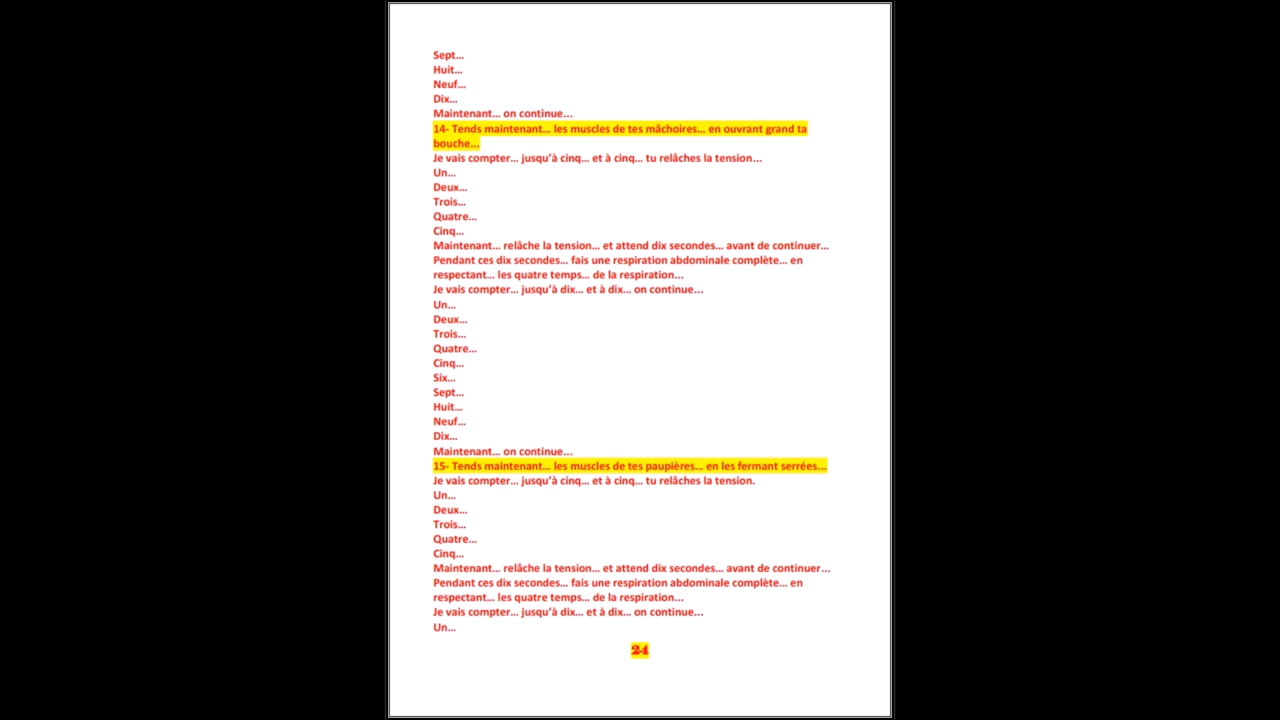 Sept...
Huit...
Neuf...
Dix...
Maintenant... on continue...
14- Tends maintenant... les muscles de tes mâchoires... en ouvrant grand ta
bouche...
Je vais compter... jusqu'à cinq... et à cinq... tu relâches la tension...
Un...
Deux...
Trois...
Quatre...
Cinq...
Maintenant... relâche la tension... et attend dix secondes... avant de continuer...
Pendant ces dix secondes... fais une respiration abdominale complète... en
respectant... les quatre temps... de la respiration...
Je vais compter... jusqu'à dix... et à dix... on continue...
Un...
Deux...
Trois...
Quatre...
Cinq...
Six...
Sept...
Huit...
Neuf...
Dix...
Maintenant... on continue...
15- Tends maintenant... les muscles de tes paupières... en les fermant serrées...
Je vais compter... jusqu'à cinq... et à cinq... tu relâches la tension.
Un...
Deux...
Trois...
Quatre...
Cinq...
Maintenant... relâche la tension... et attend dix secondes... avant de continuer...
Pendant ces dix secondes... fais une respiration abdominale complète... en
respectant... les quatre temps... de la respiration...
Je vais compter... jusqu'à dix... et à dix... on continue...
Un...
24